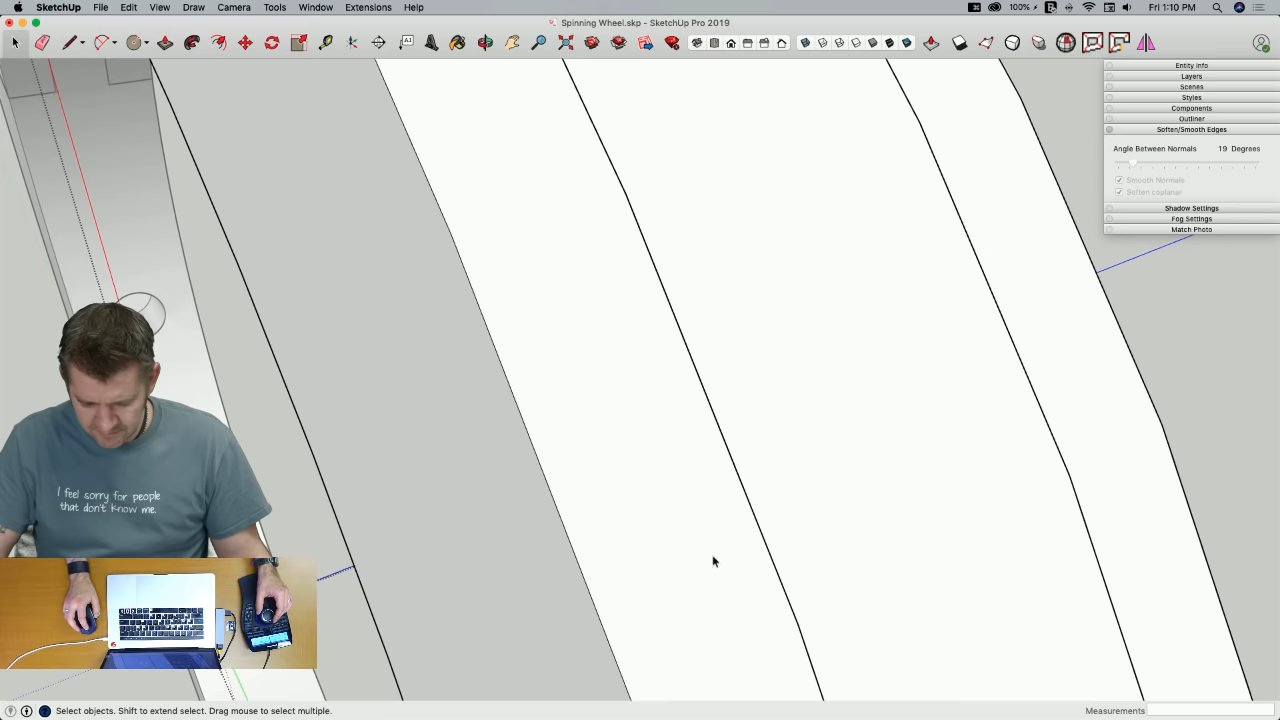 SketchUp File Edit View Draw Camera Tools Window Extensions Help 100% Fri 1:10 PM
Spinning Wheel.skp - SketchUp Pro 2019
Entity Info
Layers
Scenes
Styles
Components
Outliner
Soften/Smooth Edges
Angle Between Normals 19 Degrees
Smooth Normals
Soften coplanar
Shadow Settings
Fog Settings
Match Photo
I feel sorry for people
that don't know me.
Select objects. Shift to extend select. Drag mouse to select multiple. Measurements